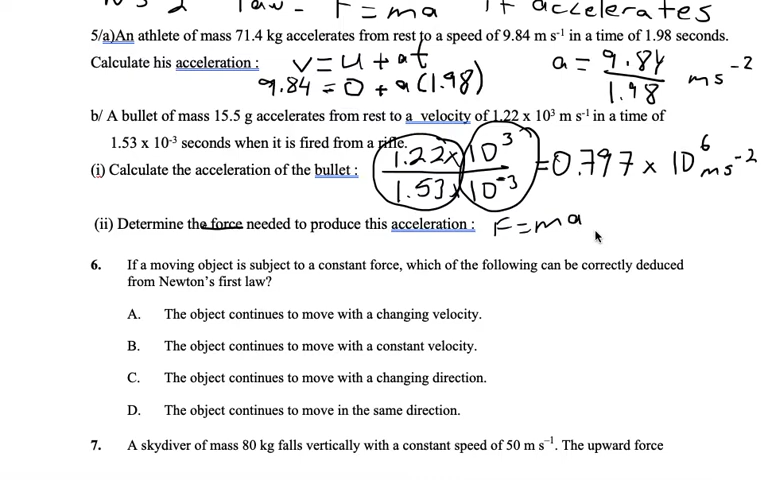 law - F = ma If accelerates
5/a)An athlete of mass 71.4 kg accelerates from rest to a speed of 9.84 m s⁻¹ in a time of 1.98 seconds.
Calculate his acceleration : v = u + at
9.84 = 0 + a (1.98)
a = 9.84 / 1.98 ms⁻²
b/ A bullet of mass 15.5 g accelerates from rest to a velocity of 1.22 x 10³ m s⁻¹ in a time of
1.53 x 10⁻³ seconds when it is fired from a rifle.
(i) Calculate the acceleration of the bullet : 1.22 x 10³ / 1.53 x 10⁻³ = 0.797 x 10⁶ ms⁻²
(ii) Determine the force needed to produce this acceleration : F = ma
6. If a moving object is subject to a constant force, which of the following can be correctly deduced
from Newton's first law?
A. The object continues to move with a changing velocity.
B. The object continues to move with a constant velocity.
C. The object continues to move with a changing direction.
D. The object continues to move in the same direction.
7. A skydiver of mass 80 kg falls vertically with a constant speed of 50 m s⁻¹. The upward force